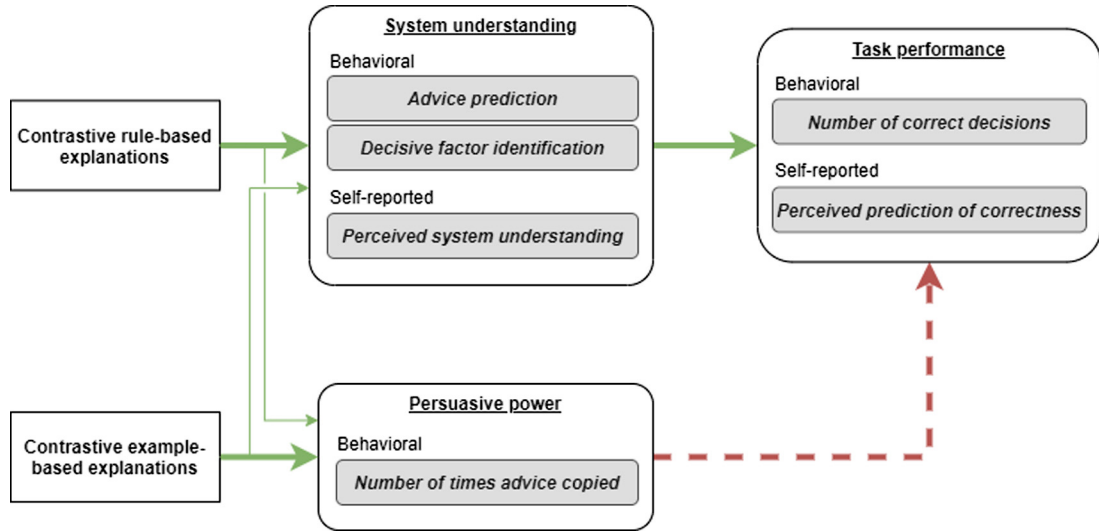 System understanding
Behavioral
Advice prediction
Decisive factor identification
Self-reported
Perceived system understanding
Task performance
Behavioral
Number of correct decisions
Self-reported
Perceived prediction of correctness
Contrastive rule-based
explanations
Contrastive example-
based explanations
Persuasive power
Behavioral
Number of times advice copied